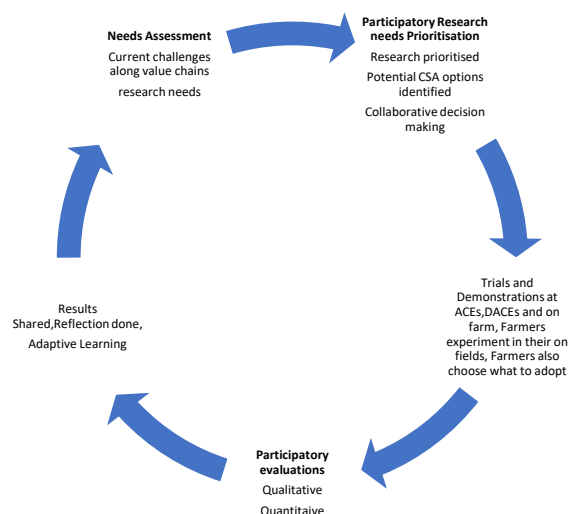 Needs Assessment
Current challenges
along value chains
research needs
Participatory Research
needs Prioritisation
Research prioritised
Potential CSA options
identified
Collaborative decision
making
Trials and
Demonstrations at
ACEs,DACEs and on
farm, Farmers
experiment in their on
fields, Farmers also
choose what to adopt
Participatory
evaluations
Qualitative
Quantitaive
Results
Shared,Reflection done,
Adaptive Learning